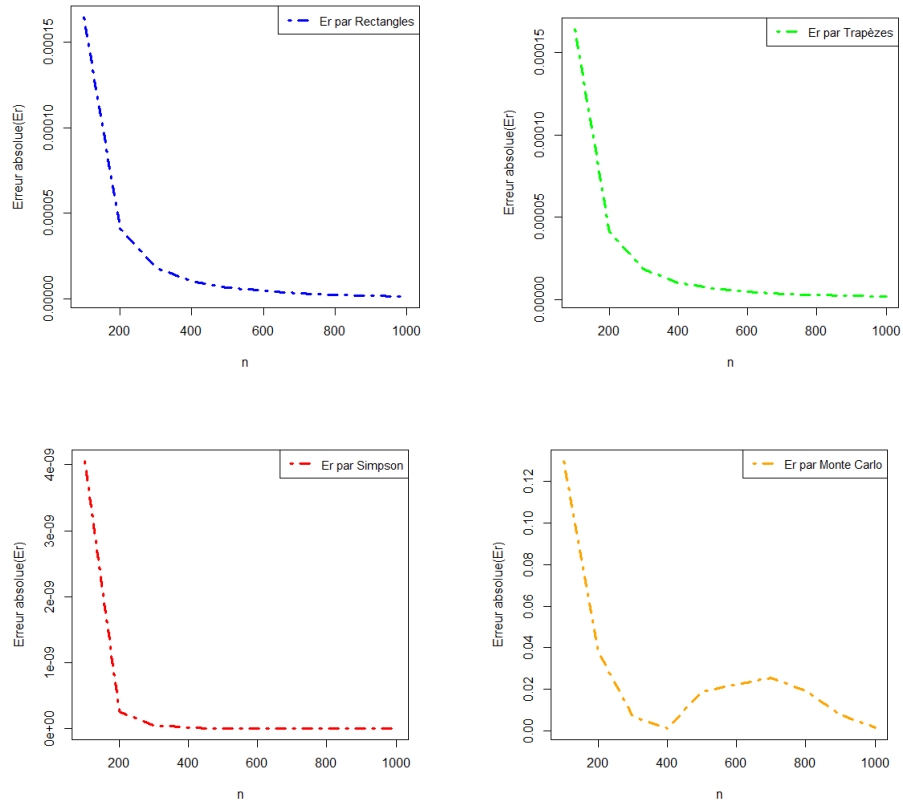 Er par Rectangles
Erreur absolue(Er)
0.00000 0.00005 0.00010 0.00015
200 400 600 800 1000
n
Er par Trapèzes
Erreur absolue(Er)
0.00000 0.00005 0.00010 0.00015
200 400 600 800 1000
n
Er par Simpson
Erreur absolue(Er)
0e+00 1e-09 2e-09 3e-09 4e-09
200 400 600 800 1000
n
Er par Monte Carlo
Erreur absolue(Er)
0.00 0.02 0.04 0.06 0.08 0.10 0.12
200 400 600 800 1000
n